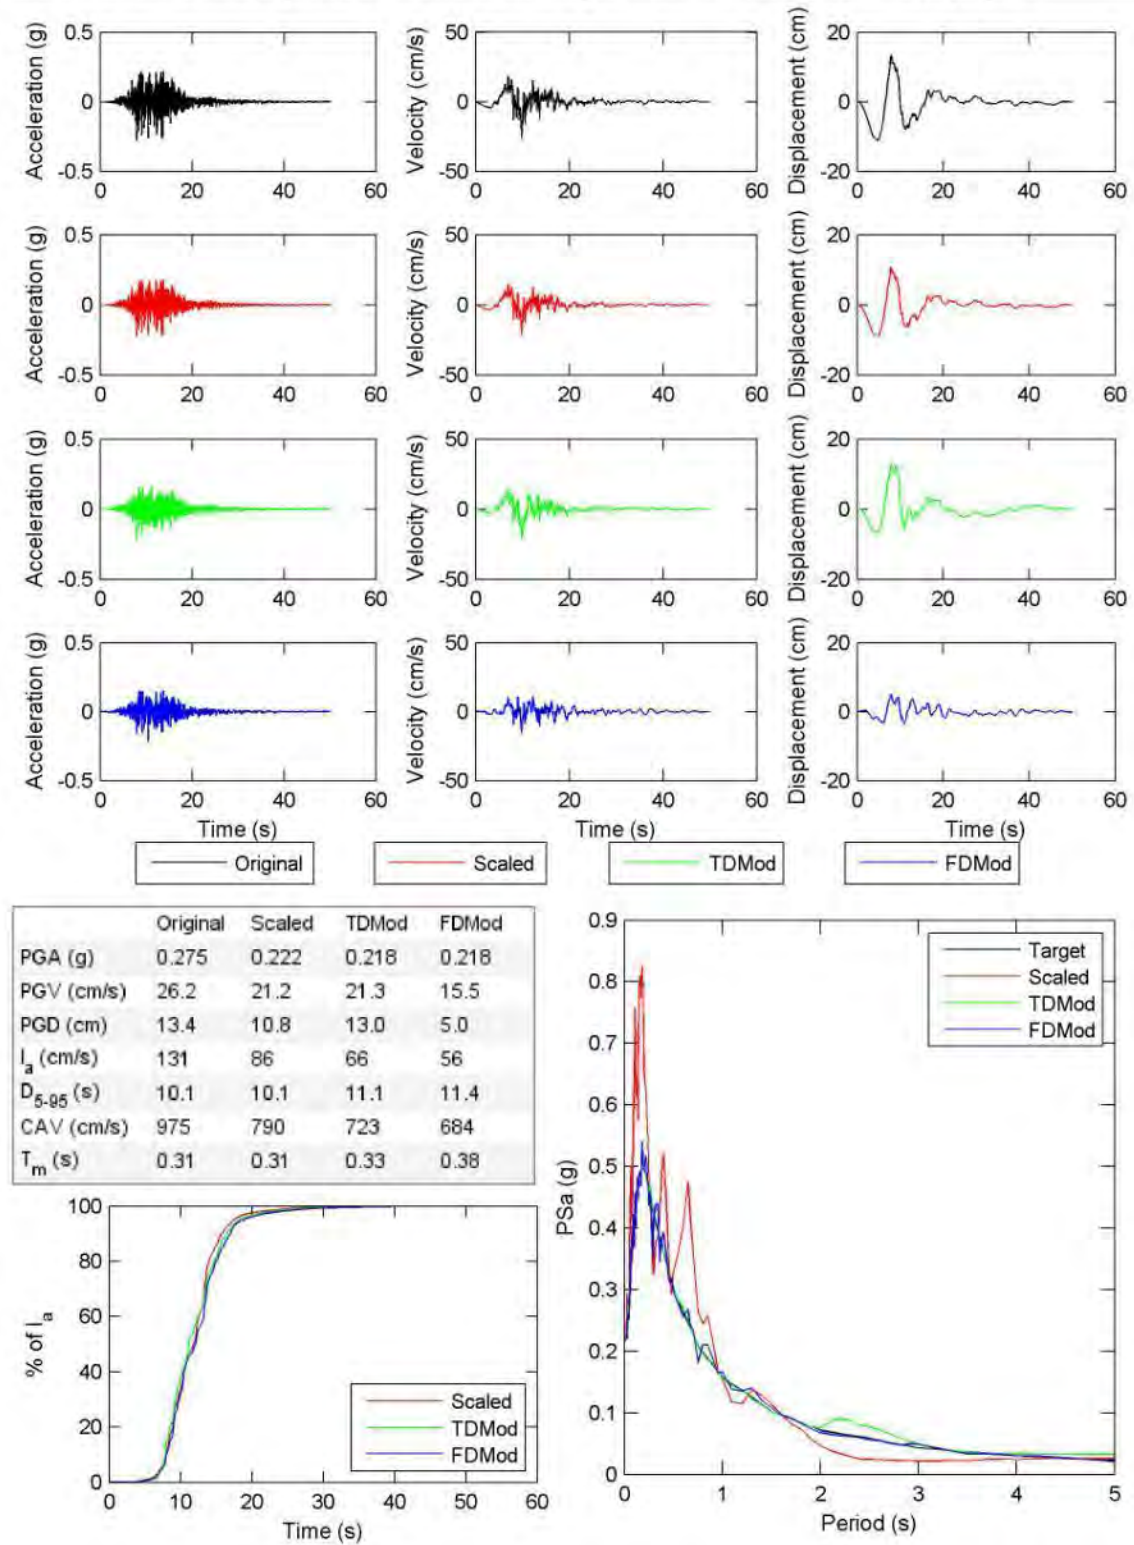 Acceleration (g)
0.5
0
-0.5
0 20 40 60
Velocity (cm/s)
50
0
-50
0 20 40 60
Displacement (cm)
20
0
-20
0 20 40 60
Acceleration (g)
0.5
0
-0.5
0 20 40 60
Velocity (cm/s)
50
0
-50
0 20 40 60
Displacement (cm)
20
0
-20
0 20 40 60
Acceleration (g)
0.5
0
-0.5
0 20 40 60
Velocity (cm/s)
50
0
-50
0 20 40 60
Displacement (cm)
20
0
-20
0 20 40 60
Acceleration (g)
0.5
0
-0.5
0 20 40 60
Time (s)
Velocity (cm/s)
50
0
-50
0 20 40 60
Time (s)
Displacement (cm)
20
0
-20
0 20 40 60
Time (s)
Original Scaled TDMod FDMod
Original Scaled TDMod FDMod
PGA (g) 0.275 0.222 0.218 0.218
PGV (cm/s) 26.2 21.2 21.3 15.5
PGD (cm) 13.4 10.8 13.0 5.0
I_a (cm/s) 131 86 66 56
D_5-95 (s) 10.1 10.1 11.1 11.4
CAV (cm/s) 975 790 723 684
T_m (s) 0.31 0.31 0.33 0.38
% of I_a
100
80
60
40
20
0
0 10 20 30 40 50 60
Time (s)
Scaled
TDMod
FDMod
PSa (g)
0.9
0.8
0.7
0.6
0.5
0.4
0.3
0.2
0.1
0
0 1 2 3 4 5
Period (s)
Target
Scaled
TDMod
FDMod